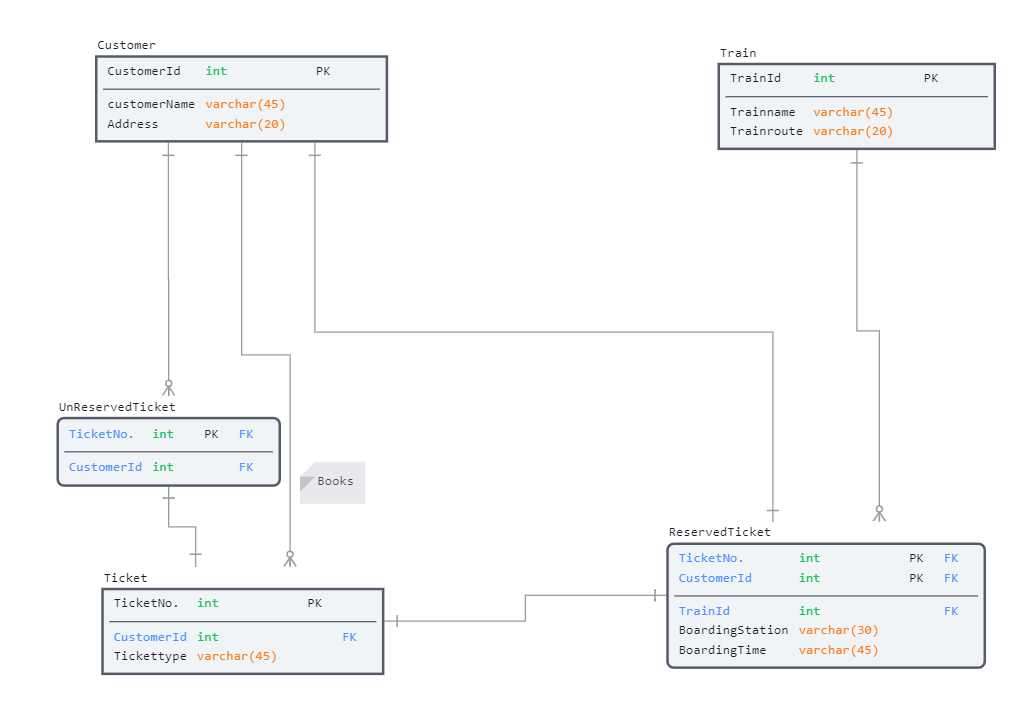 Customer
CustomerId int PK
customerName varchar(45)
Address varchar(20)
Train
TrainId int PK
Trainname varchar(45)
Trainroute varchar(20)
UnReservedTicket
TicketNo. int PK FK
CustomerId int FK
Books
Ticket
TicketNo. int PK
CustomerId int FK
Tickettype varchar(45)
ReservedTicket
TicketNo. int PK FK
CustomerId int PK FK
TrainId int FK
BoardingStation varchar(30)
BoardingTime varchar(45)